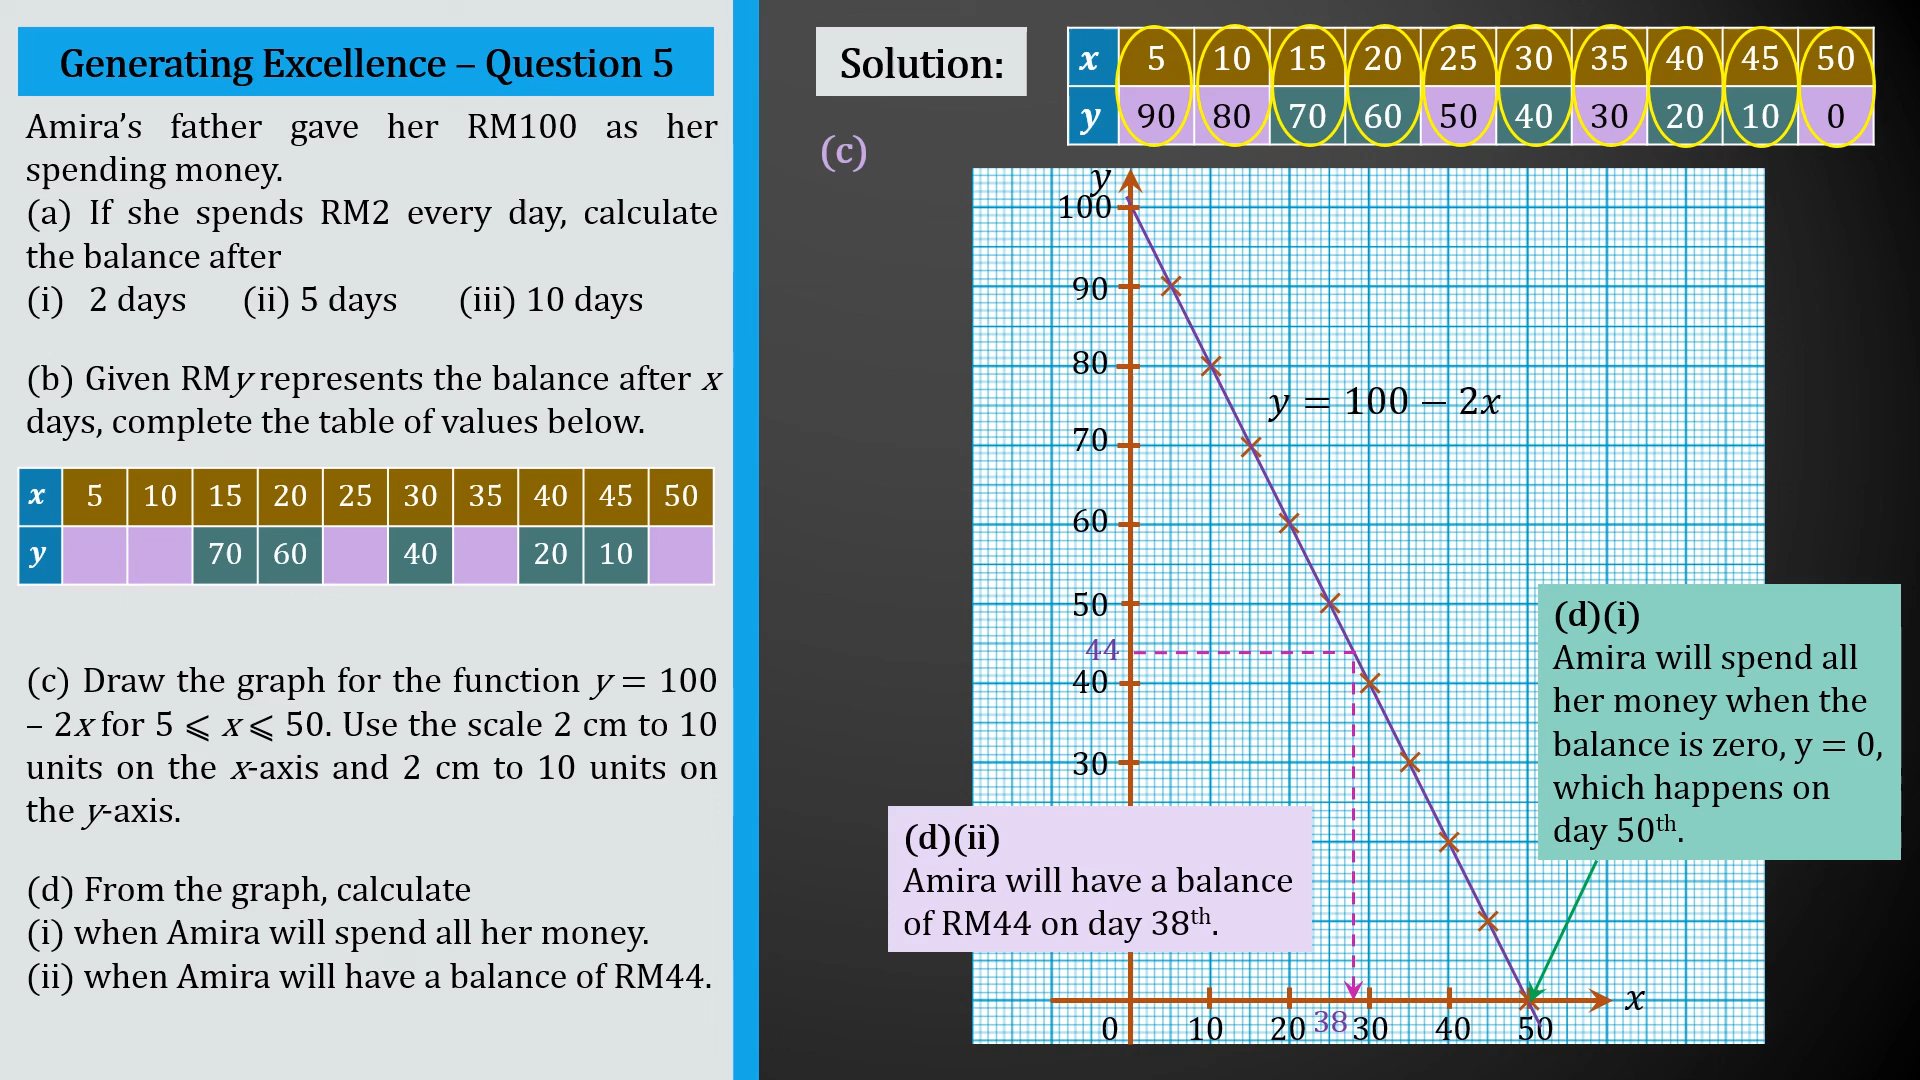 Generating Excellence – Question 5
Amira’s father gave her RM100 as her
spending money.
(a) If she spends RM2 every day, calculate
the balance after
(i) 2 days (ii) 5 days (iii) 10 days
(b) Given RMy represents the balance after x
days, complete the table of values below.
x 5 10 15 20 25 30 35 40 45 50
y 70 60 40 20 10
(c) Draw the graph for the function y = 100
– 2x for 5 ⩽ x ⩽ 50. Use the scale 2 cm to 10
units on the x-axis and 2 cm to 10 units on
the y-axis.
(d) From the graph, calculate
(i) when Amira will spend all her money.
(ii) when Amira will have a balance of RM44.
Solution:
x 5 10 15 20 25 30 35 40 45 50
y 90 80 70 60 50 40 30 20 10 0
(c)
y
100
90
80
y = 100 − 2x
70
60
50
44
40
30
(d)(i)
Amira will spend all
her money when the
balance is zero, y = 0,
which happens on
day 50th.
(d)(ii)
Amira will have a balance
of RM44 on day 38th.
x
0 10 20 38 30 40 50